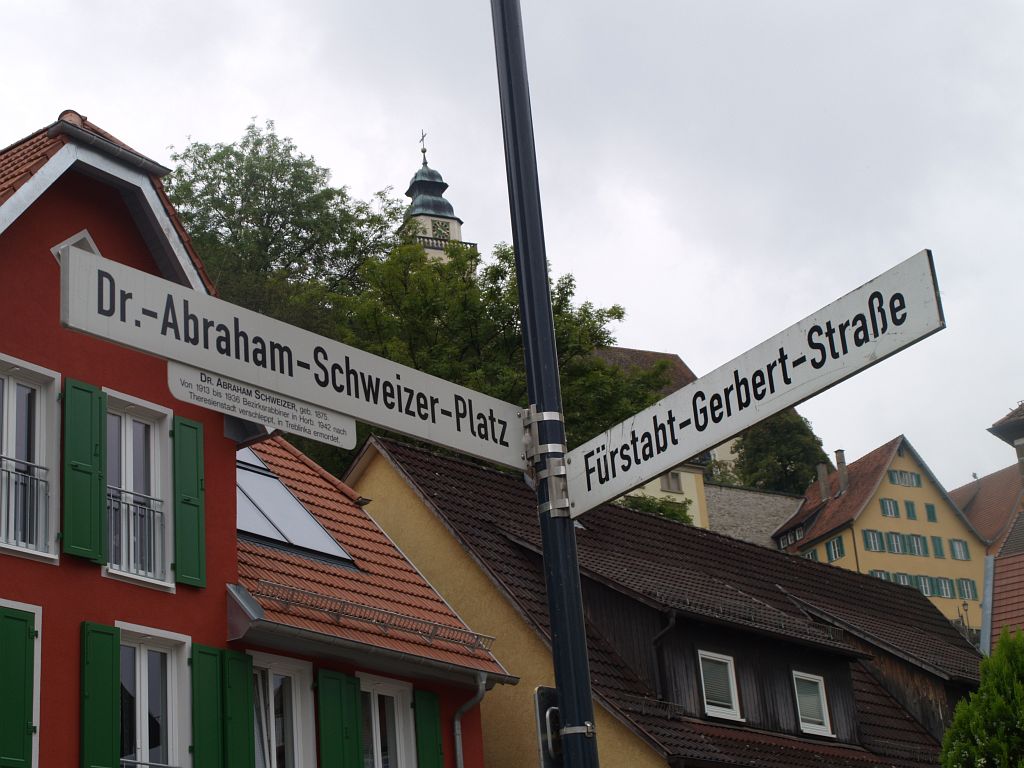 Dr.-Abraham-Schweizer-Platz
DR. ABRAHAM SCHWEIZER, geb. 1875.
Von 1913 bis 1936 Bezirksrabbiner in Horb. 1942 nach
Theresienstadt verschleppt, in Treblinka ermordet.
Fürstabt-Gerbert-Straße